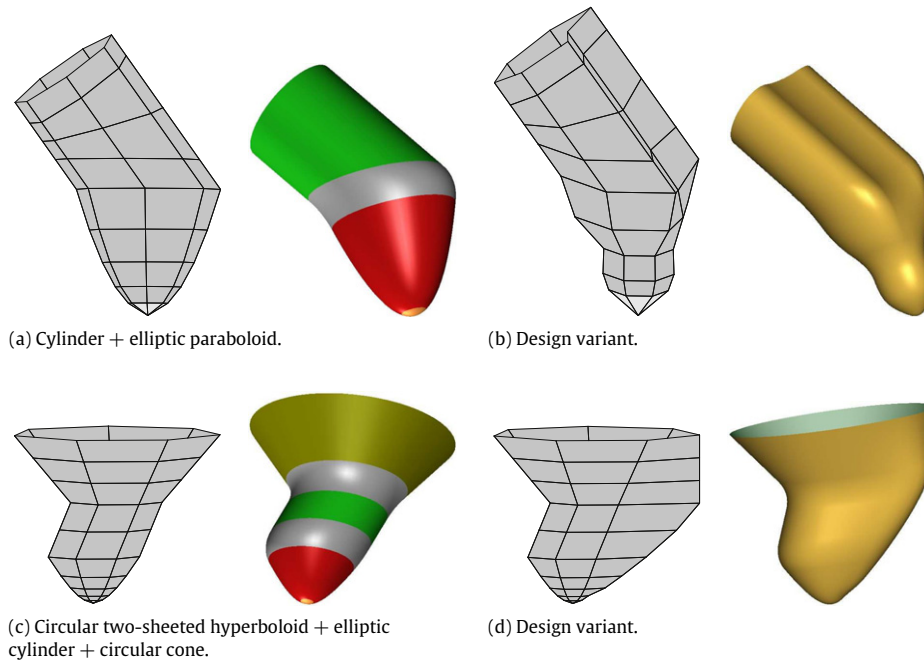 (a) Cylinder + elliptic paraboloid.
(b) Design variant.
(c) Circular two-sheeted hyperboloid + elliptic
cylinder + circular cone.
(d) Design variant.